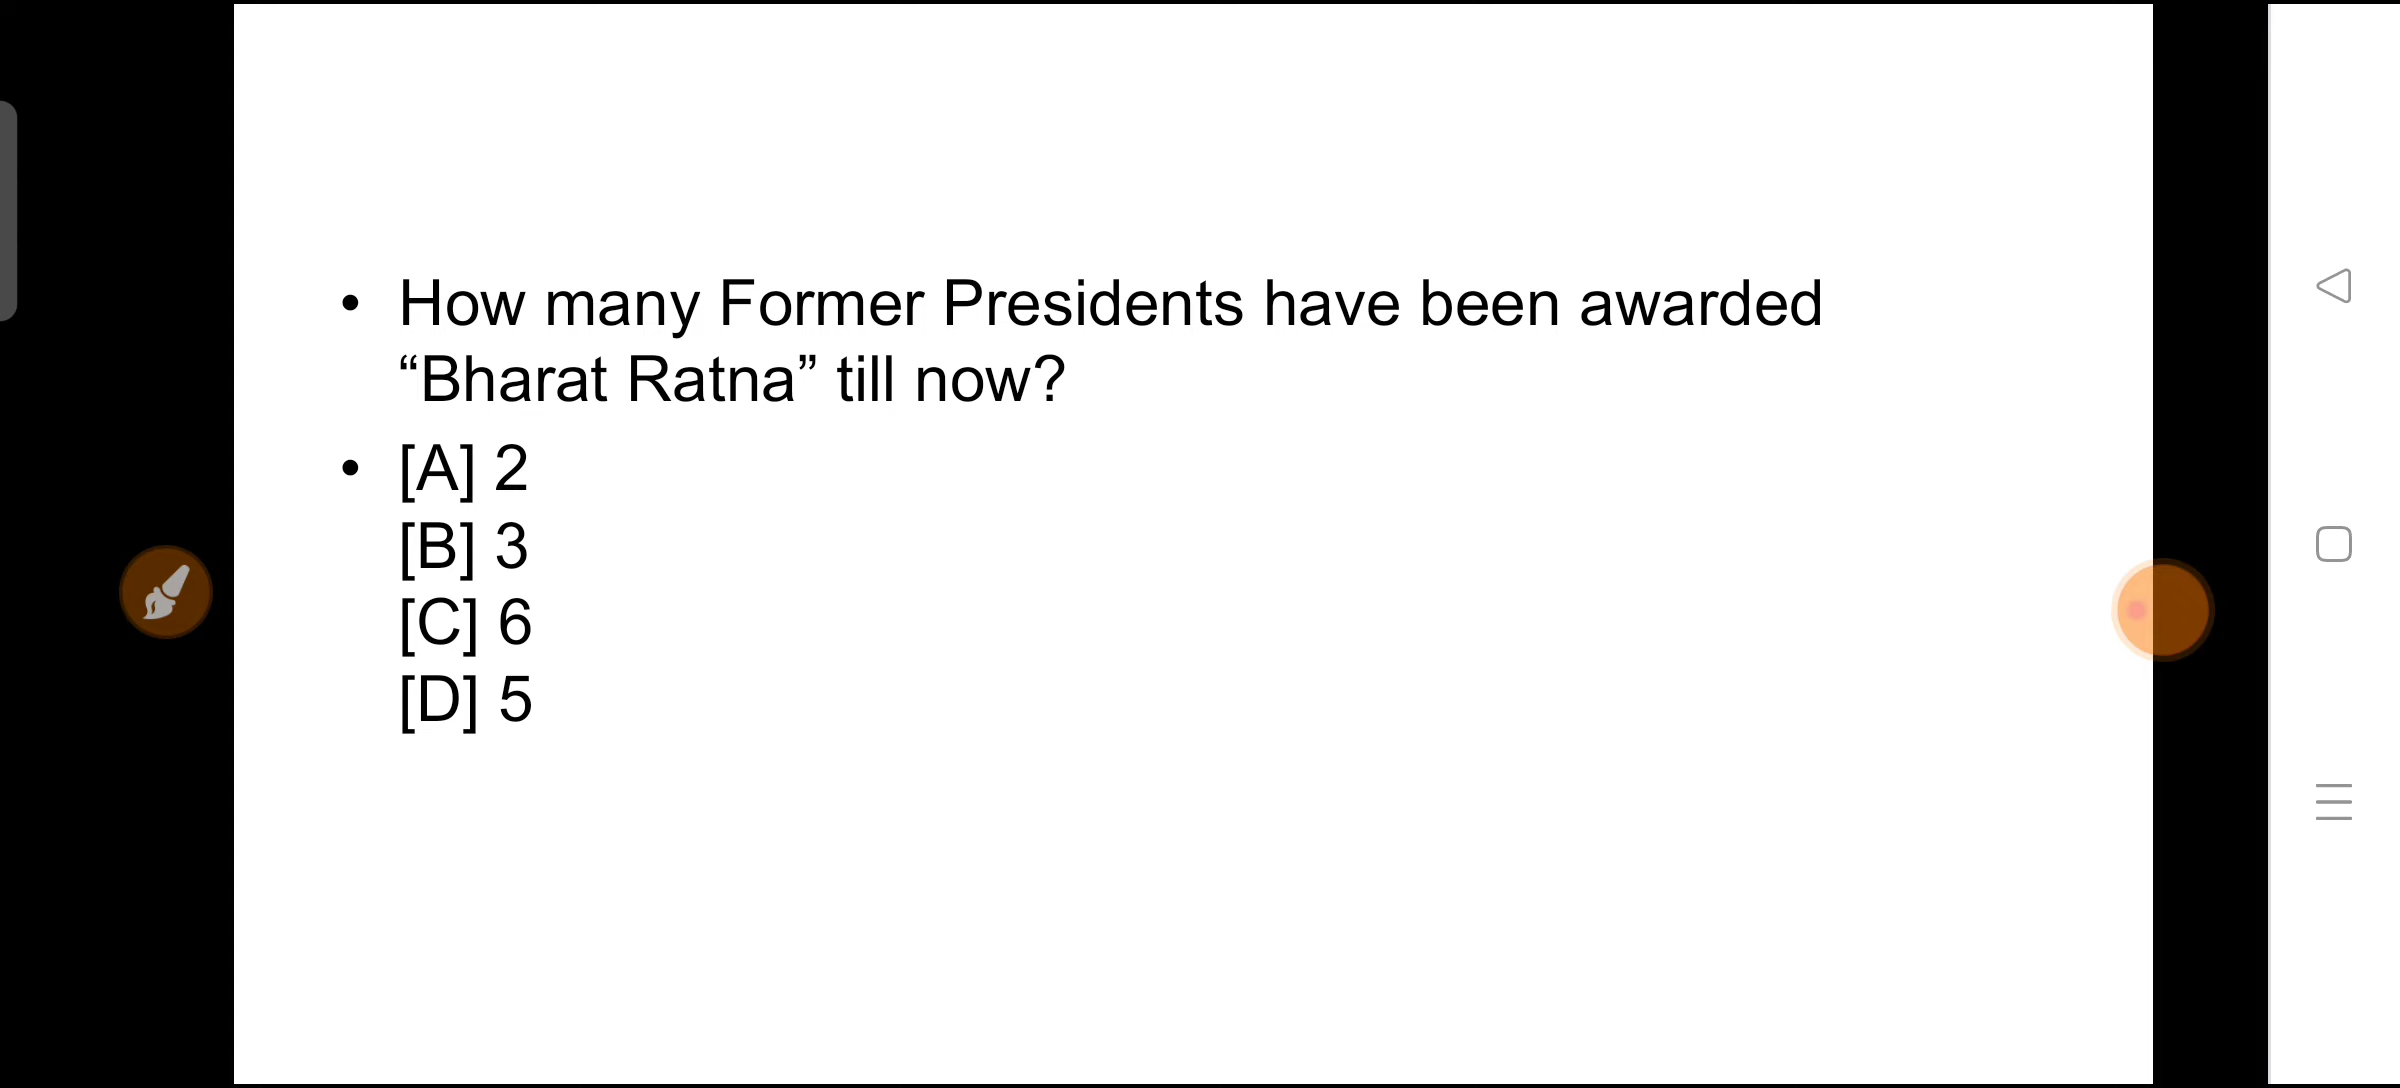 • How many Former Presidents have been awarded
“Bharat Ratna” till now?
• [A] 2
[B] 3
[C] 6
[D] 5